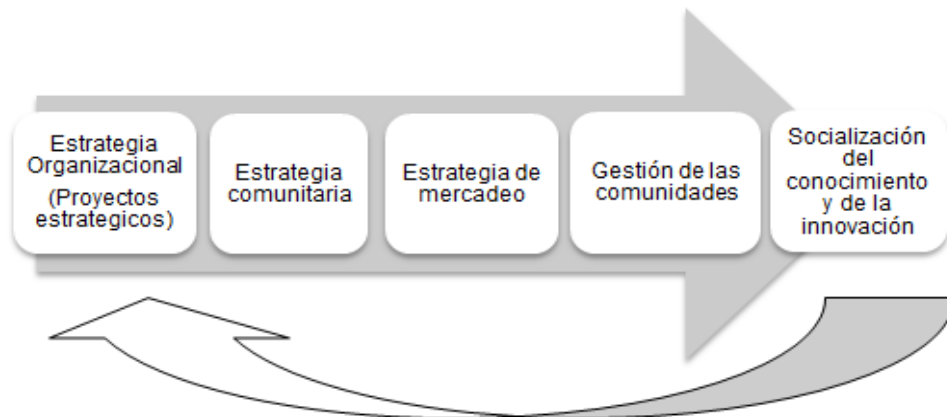 Estrategia
Organizacional
(Proyectos
estrategicos)
Estrategia
comunitaria
Estrategia de
mercadeo
Gestión de las
comunidades
Socialización
del
conocimiento
y de la
innovación